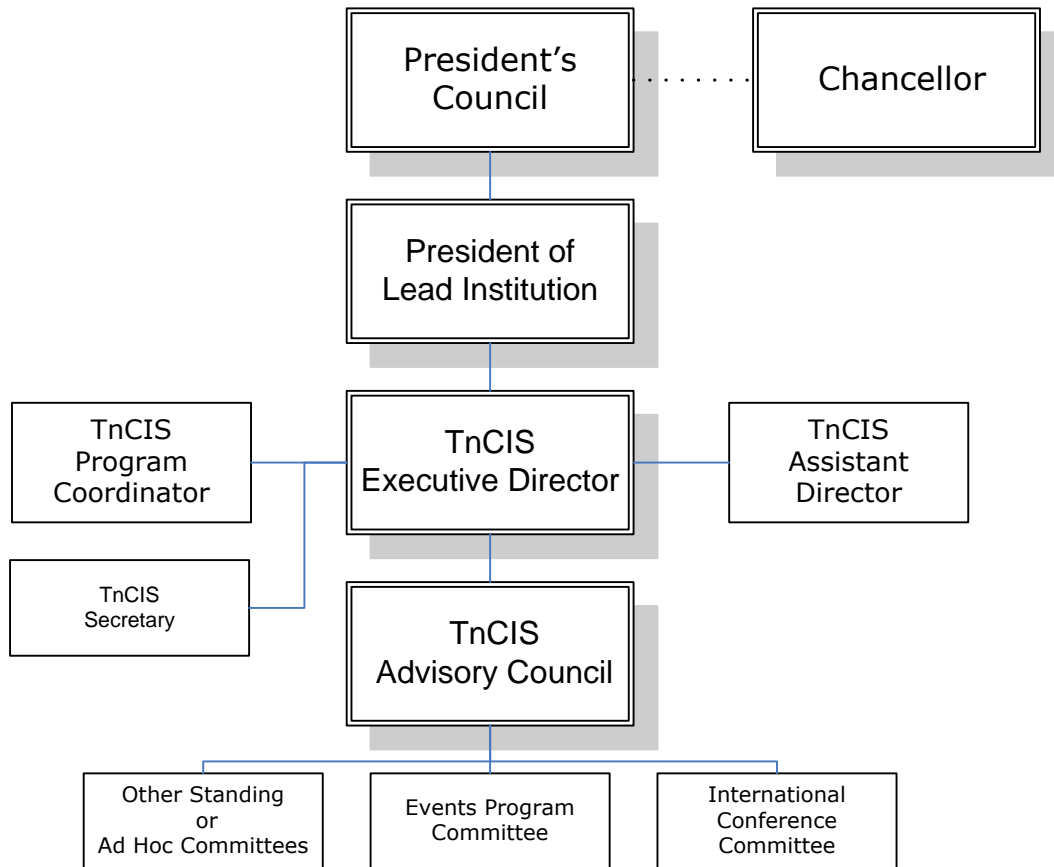 President’s
Council
Chancellor
President of
Lead Institution
TnCIS
Program
Coordinator
TnCIS
Executive Director
TnCIS
Assistant
Director
TnCIS
Secretary
TnCIS
Advisory Council
Other Standing
or
Ad Hoc Committees
Events Program
Committee
International
Conference
Committee